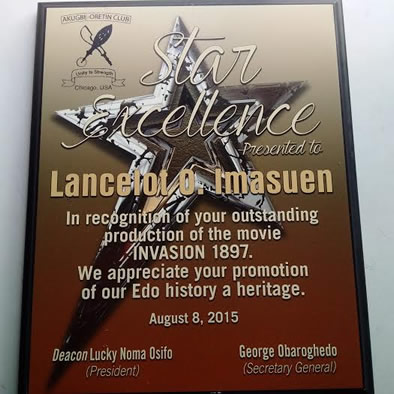 AKUGBE-ORETIN CLUB
Unity Is Strength
Chicago, USA
Star
Excellence
Presented to
Lancelot O. Imasuen
In recognition of your outstanding
production of the movie
INVASION 1897.
We appreciate your promotion
of our Edo history a heritage.
August 8, 2015
Deacon Lucky Noma Osifo
(President)
George Obaroghedo
(Secretary General)